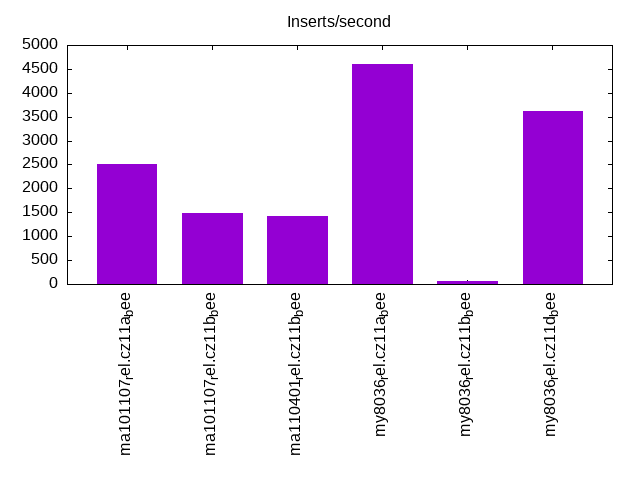 Inserts/second
5000
4500
4000
3500
3000
2500
2000
1500
1000
500
0
ma101107rel.cz11abee
ma101107rel.cz11bbee
ma110401rel.cz11bbee
my8036rel.cz11abee
my8036rel.cz11bbee
my8036rel.cz11dbee